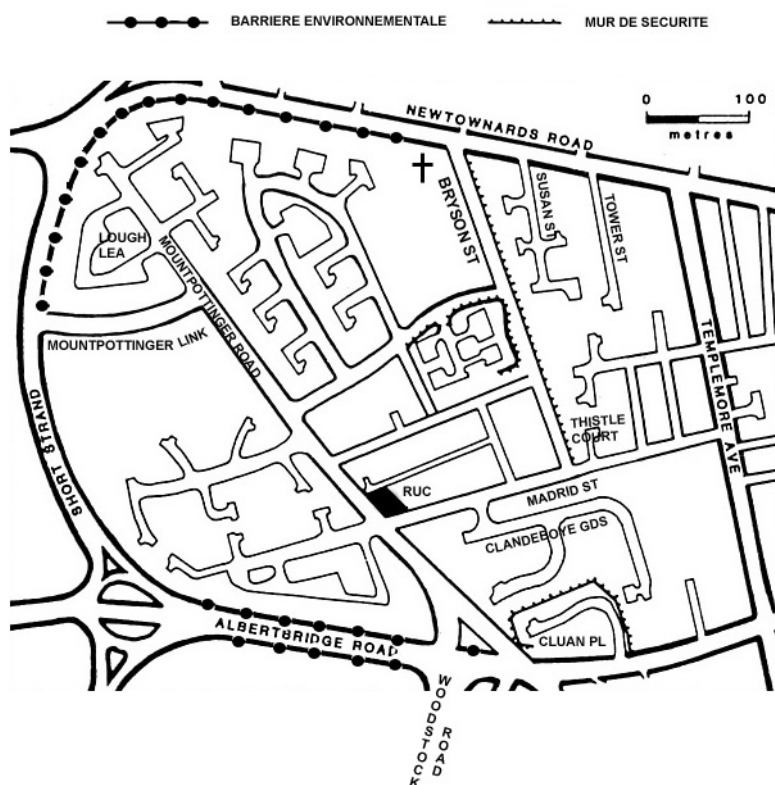 BARRIERE ENVIRONNEMENTALE
MUR DE SECURITE
0 100
metres
NEWTOWNARDS ROAD
BRYSON ST
SUSAN ST
TOWER ST
LOUGH
LEA
MOUNTPOTTINGER ROAD
MOUNTPOTTINGER LINK
SHORT STRAND
TEMPLEMORE AVE
THISTLE
COURT
RUC
MADRID ST
CLANDEBOYE GDS
CLUAN PL
ALBERTBRIDGE ROAD
WOODSTOCK
ROAD